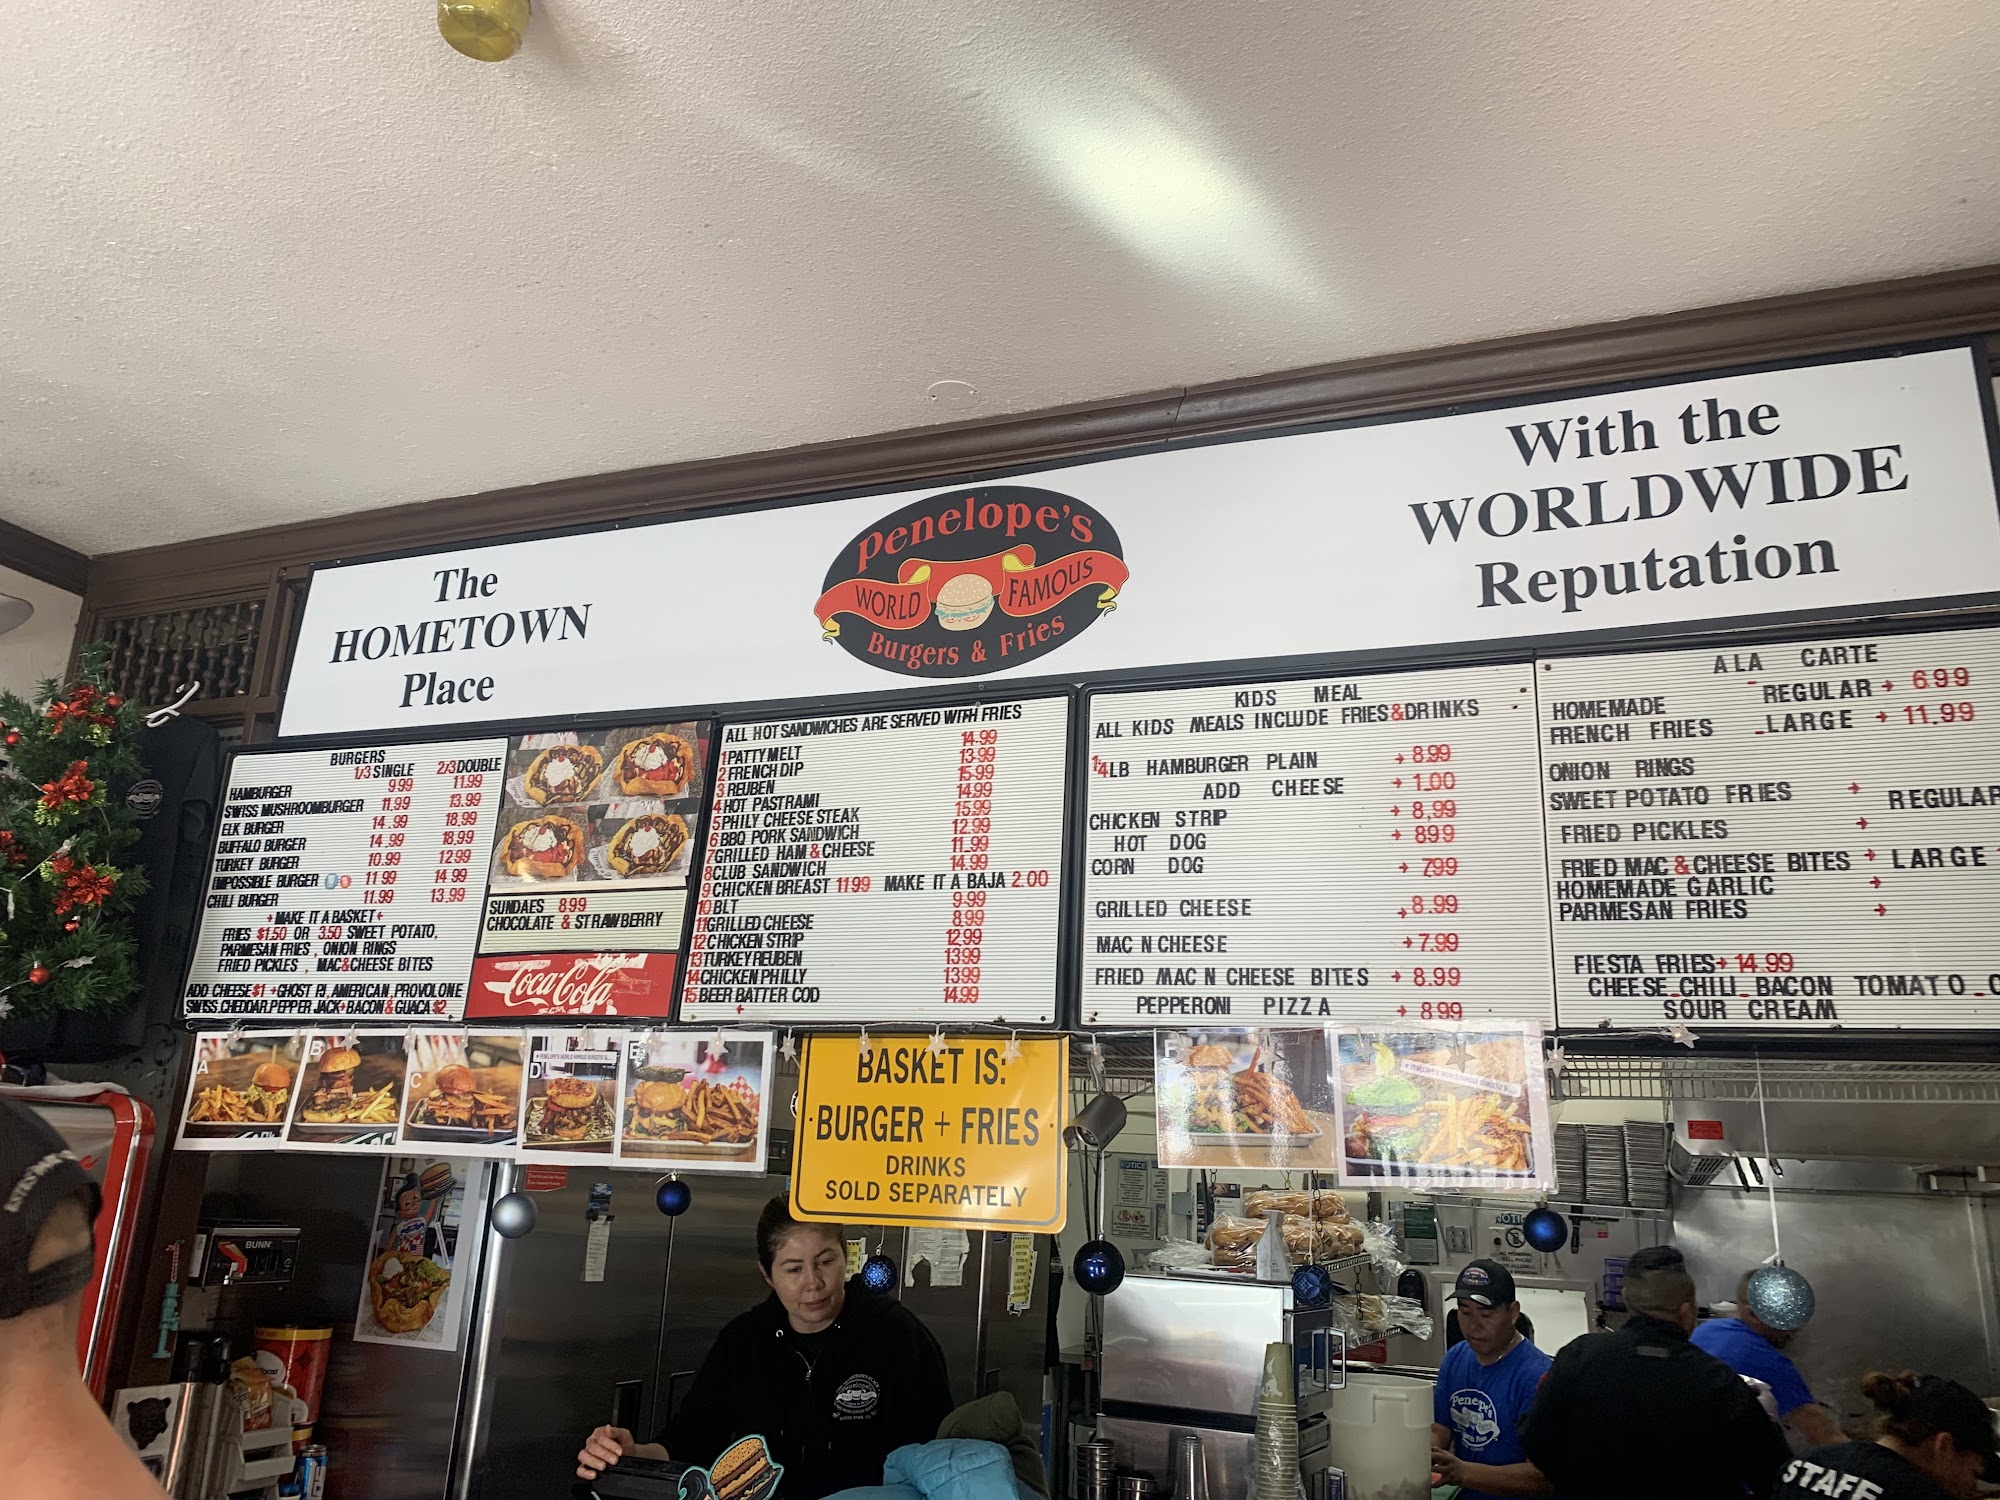 The
HOMETOWN
Place
Penelope's
WORLD FAMOUS
Burgers & Fries
With the
WORLDWIDE
Reputation
BURGERS
1/3 SINGLE 2/3 DOUBLE
HAMBURGER 9.99 11.99
SWISS MUSHROOMBURGER 11.99 13.99
ELK BURGER 14.99 18.99
BUFFALO BURGER 14.99 18.99
TURKEY BURGER 10.99 12.99
IMPOSSIBLE BURGER 11.99 14.99
CHILI BURGER 11.99 13.99
+MAKE IT A BASKET+
FRIES $1.50 OR 3.50 SWEET POTATO,
PARMESAN FRIES, ONION RINGS
FRIED PICKLES, MAC&CHEESE BITES
ADD CHEESE $1 +GHOST PJ, AMERICAN, PROVOLONE
SWISS, CHEDDAR, PEPPER JACK+ BACON & GUACA $2
SUNDAES 8.99
CHOCOLATE & STRAWBERRY
Coca-Cola
ALL HOT SANDWICHES ARE SERVED WITH FRIES
1 PATTY MELT 14.99
2 FRENCH DIP 13.99
3 REUBEN 15.99
4 HOT PASTRAMI 14.99
5 PHILY CHEESE STEAK 15.99
6 BBQ PORK SANDWICH 12.99
7 GRILLED HAM & CHEESE 11.99
8 CLUB SANDWICH 14.99
9 CHICKEN BREAST 11.99 MAKE IT A BAJA 2.00
10 BLT 9.99
11 GRILLED CHEESE 8.99
12 CHICKEN STRIP 12.99
13 TURKEY REUBEN 13.99
14 CHICKEN PHILLY 13.99
15 BEER BATTER COD 14.99
KIDS MEAL
ALL KIDS MEALS INCLUDE FRIES & DRINKS
1/4 LB HAMBURGER PLAIN 8.99
ADD CHEESE 1.00
CHICKEN STRIP 8.99
HOT DOG 8.99
CORN DOG 7.99
GRILLED CHEESE 8.99
MAC N CHEESE 7.99
FRIED MAC N CHEESE BITES 8.99
PEPPERONI PIZZA 8.99
A LA CARTE
HOMEMADE REGULAR 6.99
FRENCH FRIES LARGE 11.99
ONION RINGS
SWEET POTATO FRIES REGULAR
FRIED PICKLES
FRIED MAC & CHEESE BITES LARGE
HOMEMADE GARLIC
PARMESAN FRIES
FIESTA FRIES 14.99
CHEESE CHILI BACON TOMATO
SOUR CREAM
A
B
C
D
E
BASKET IS:
·BURGER + FRIES·
DRINKS
SOLD SEPARATELY
BUNN
NOTICE
STAFF